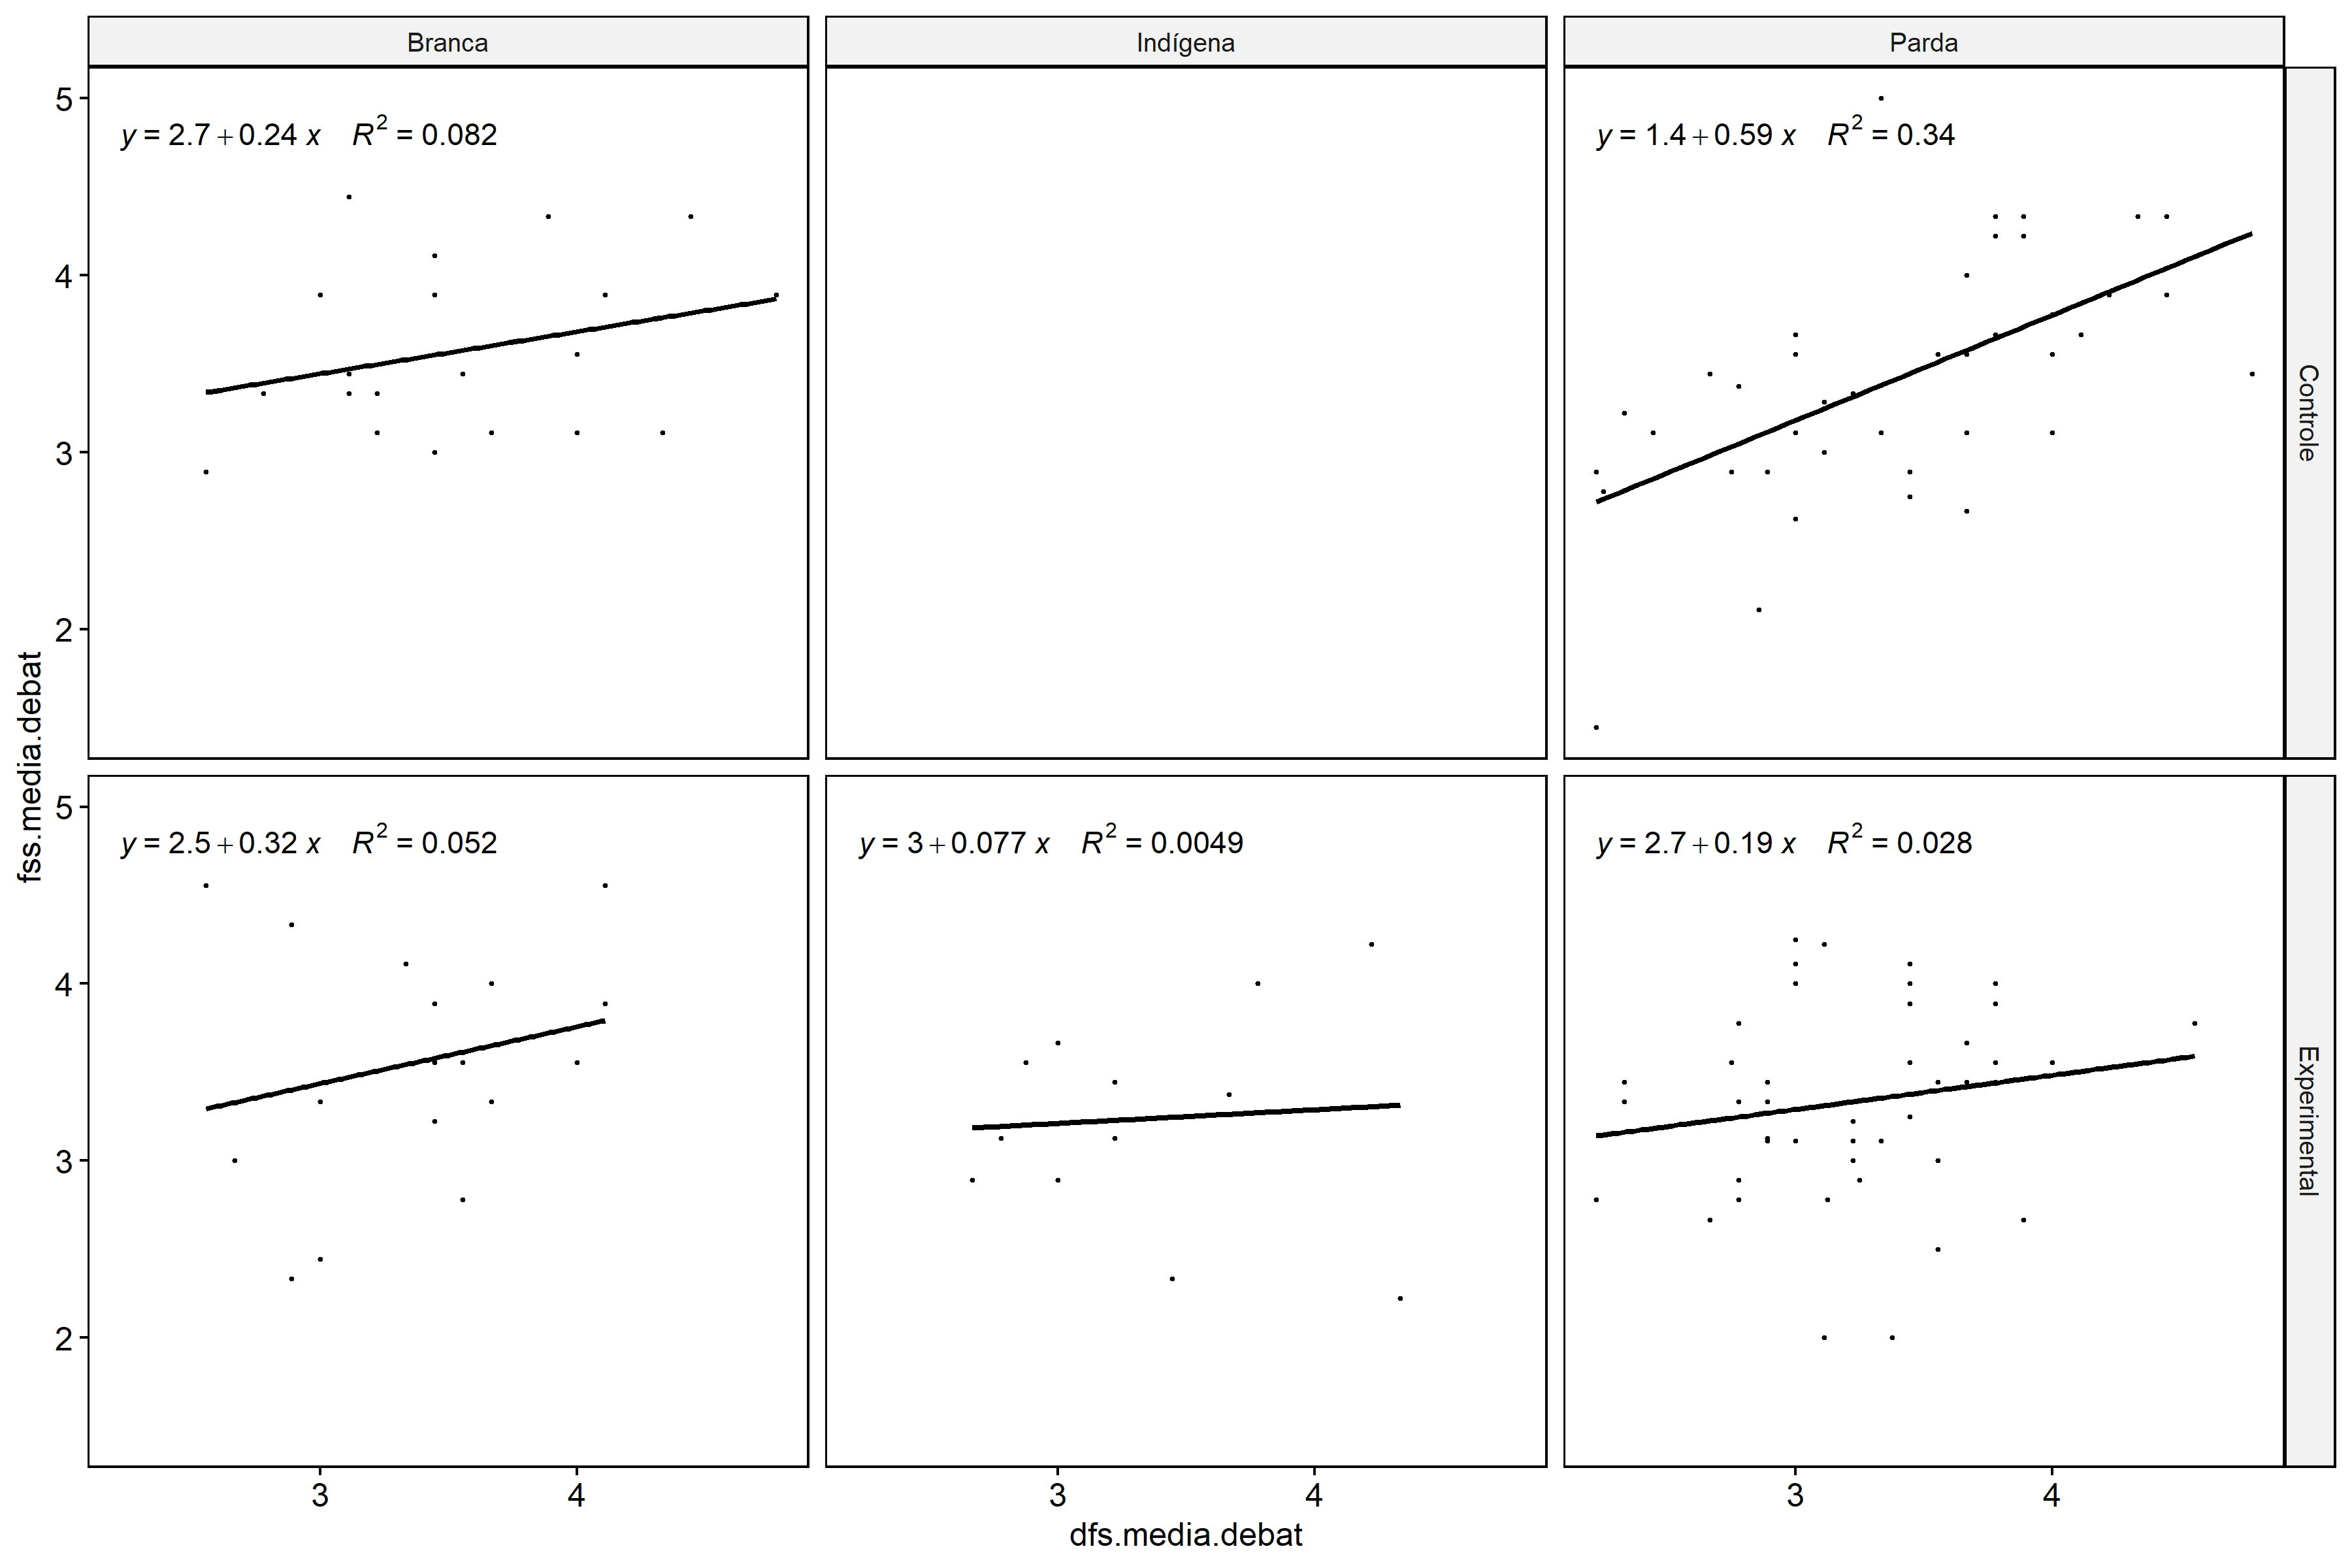 Branca
Indígena
Parda
5
4
3
2
y = 2.7 + 0.24 x R² = 0.082
y = 1.4 + 0.59 x R² = 0.34
Controle
fss.media.debat
5
4
3
2
y = 2.5 + 0.32 x R² = 0.052
y = 3 + 0.077 x R² = 0.0049
y = 2.7 + 0.19 x R² = 0.028
Experimental
3 4
3 4
3 4
dfs.media.debat